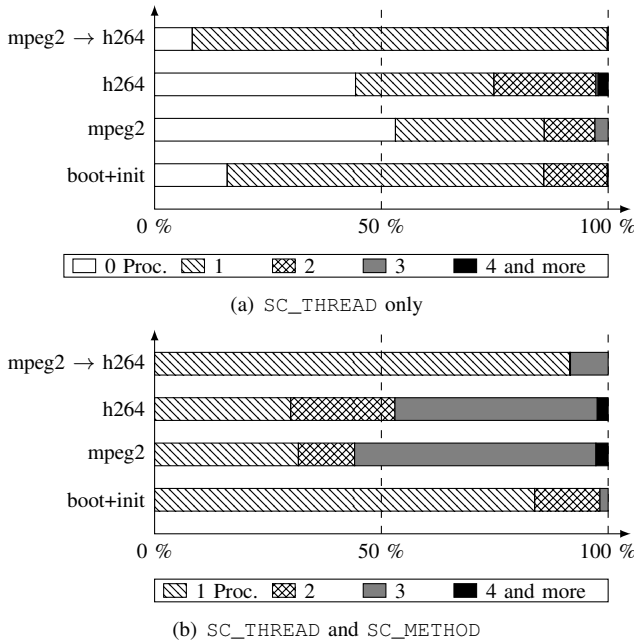 mpeg2 → h264
h264
mpeg2
boot+init
0 % 50 % 100 %
0 Proc. 1 2 3 4 and more
(a) SC_THREAD only
mpeg2 → h264
h264
mpeg2
boot+init
0 % 50 % 100 %
1 Proc. 2 3 4 and more
(b) SC_THREAD and SC_METHOD